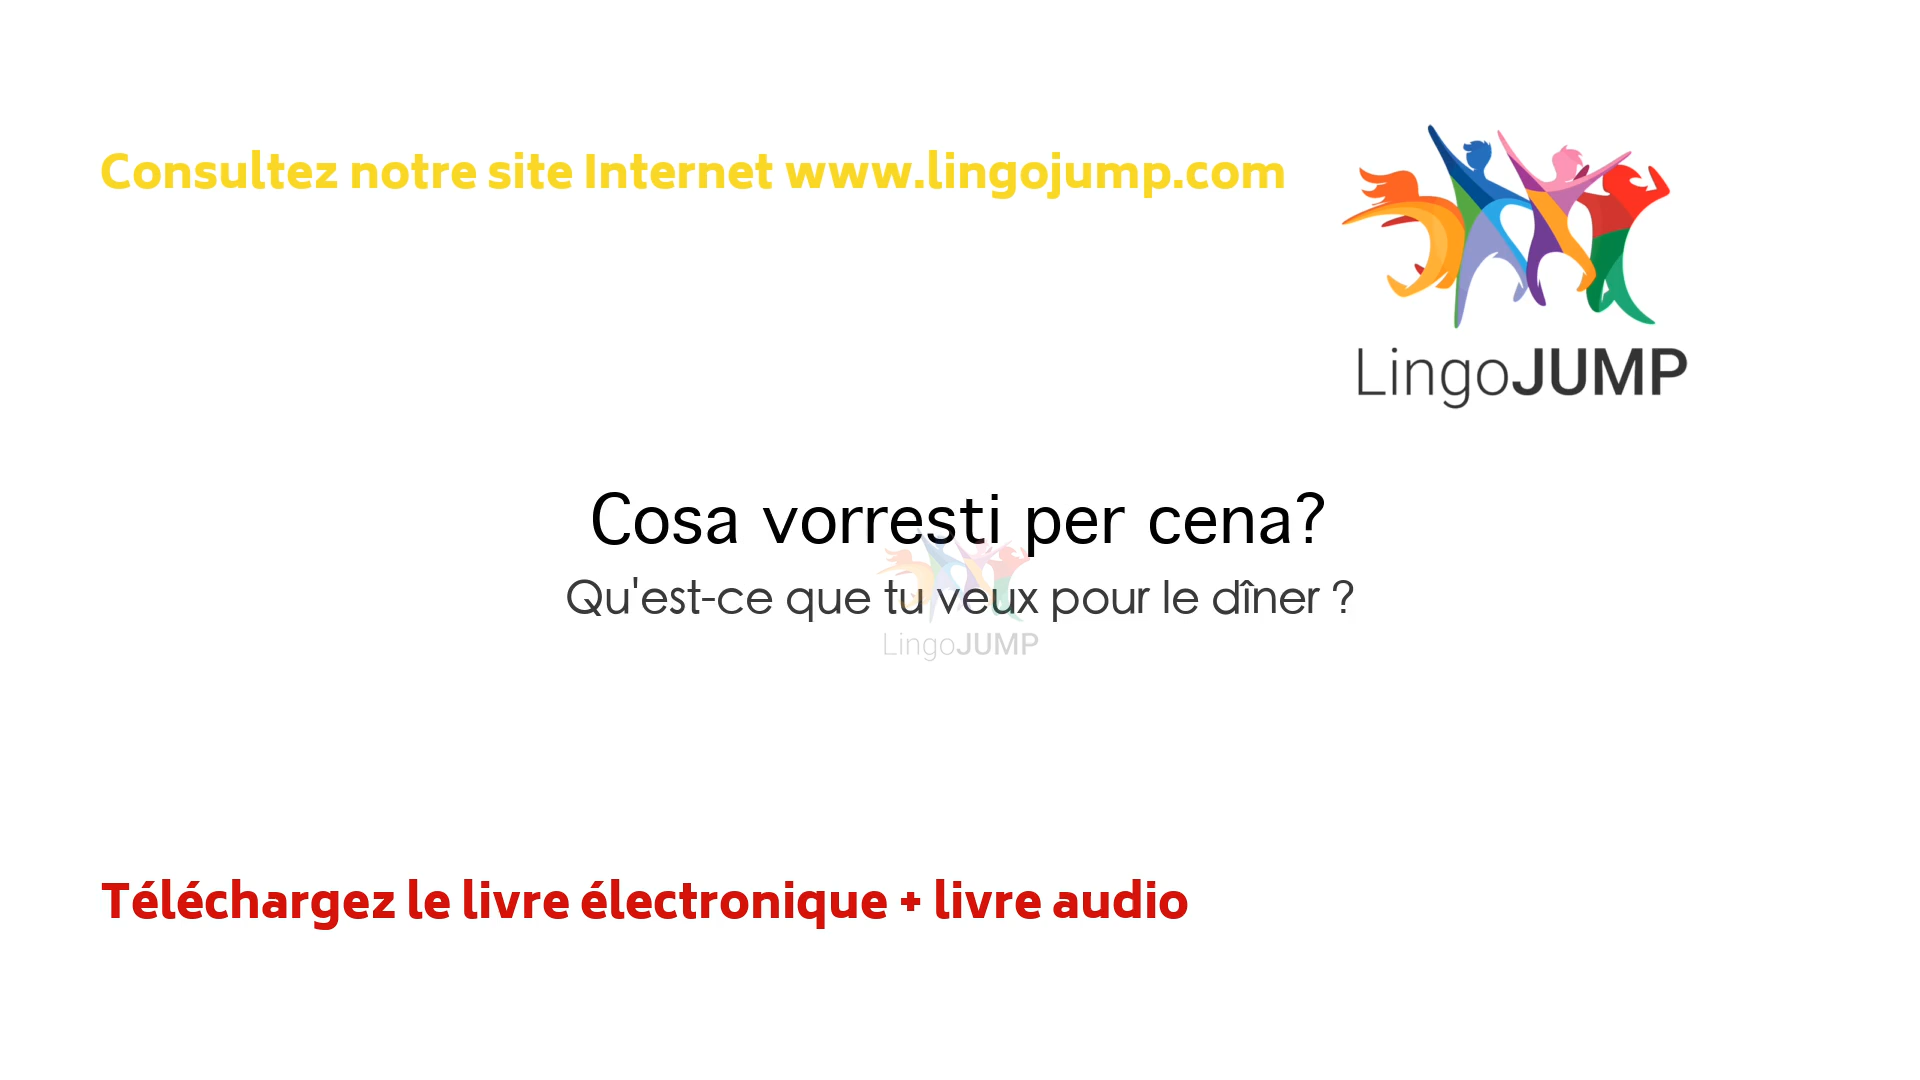 Consultez notre site Internet www.lingojump.com
LingoJUMP
Cosa vorresti per cena?
Qu'est-ce que tu veux pour le dîner ?
LingoJUMP
Téléchargez le livre électronique + livre audio